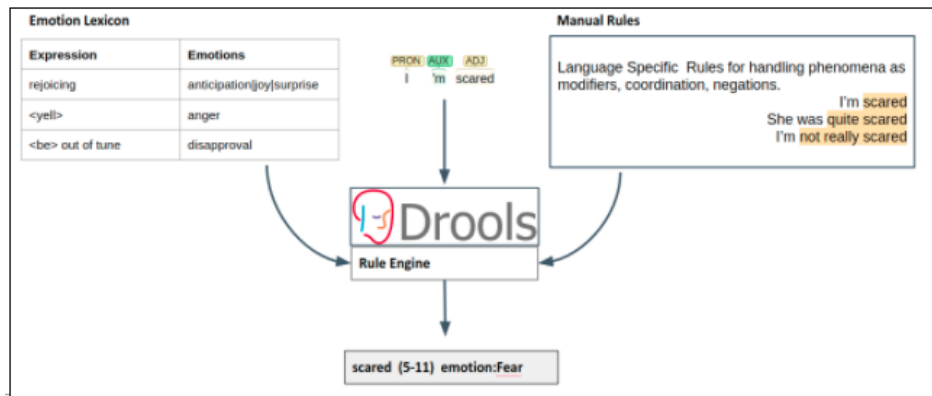 Emotion Lexicon
Expression Emotions
rejoicing anticipation|joy|surprise
<yell> anger
<be> out of tune disapproval
PRON AUX ADJ
I 'm scared
Manual Rules
Language Specific Rules for handling phenomena as
modifiers, coordination, negations.
I'm scared
She was quite scared
I'm not really scared
Drools
Rule Engine
scared (5-11) emotion:Fear